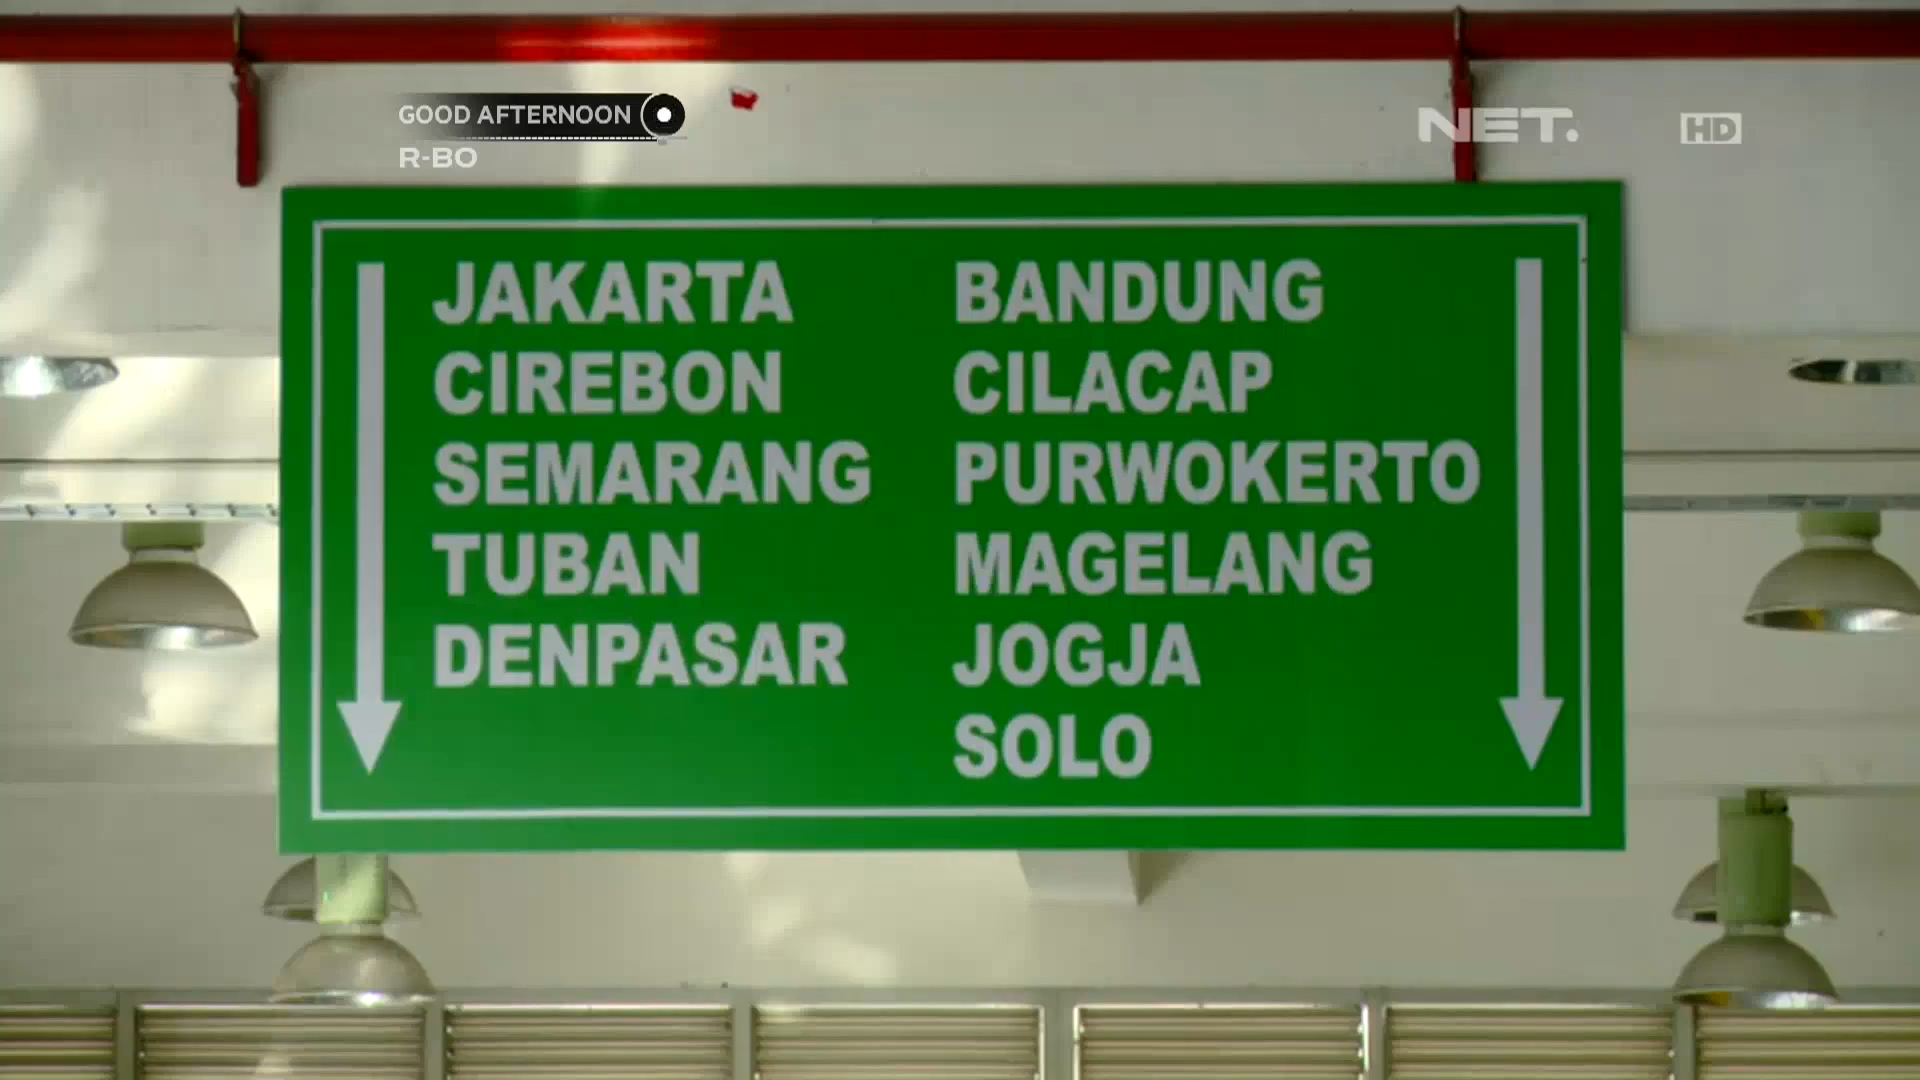 GOOD AFTERNOON
R-BO
NET.
HD
JAKARTA
CIREBON
SEMARANG
TUBAN
DENPASAR
BANDUNG
CILACAP
PURWOKERTO
MAGELANG
JOGJA
SOLO